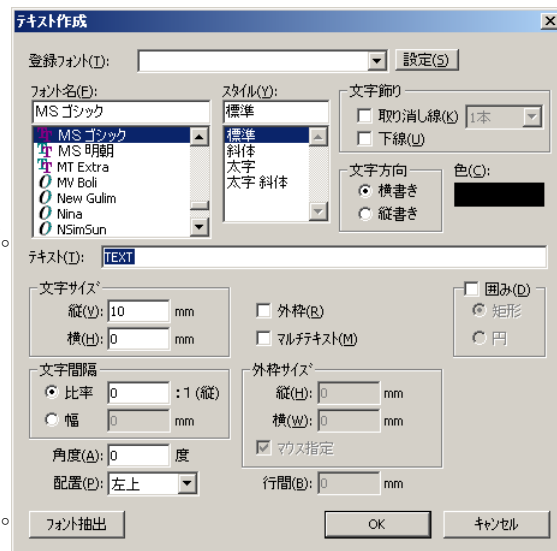 テキスト作成
登録フォント(T):
設定(S)
フォント名(F):
MS ゴシック
MS ゴシック
MS 明朝
MT Extra
MV Boli
New Gulim
Nina
NSimSun
スタイル(Y):
標準
標準
斜体
太字
太字 斜体
文字飾り
取り消し線(K)
1本
下線(U)
文字方向
横書き
縦書き
色(C):
テキスト(T):
TEXT
文字サイズ
縦(V): 10 mm
横(H): 0 mm
外枠(R)
マルチテキスト(M)
囲み(D)
矩形
円
文字間隔
比率 0 :1 (縦)
幅 0 mm
外枠サイズ
縦(H): 0 mm
横(W): 0 mm
マウス指定
角度(A): 0 度
配置(P): 左上
行間(B): 0 mm
フォント抽出
OK
キャンセル